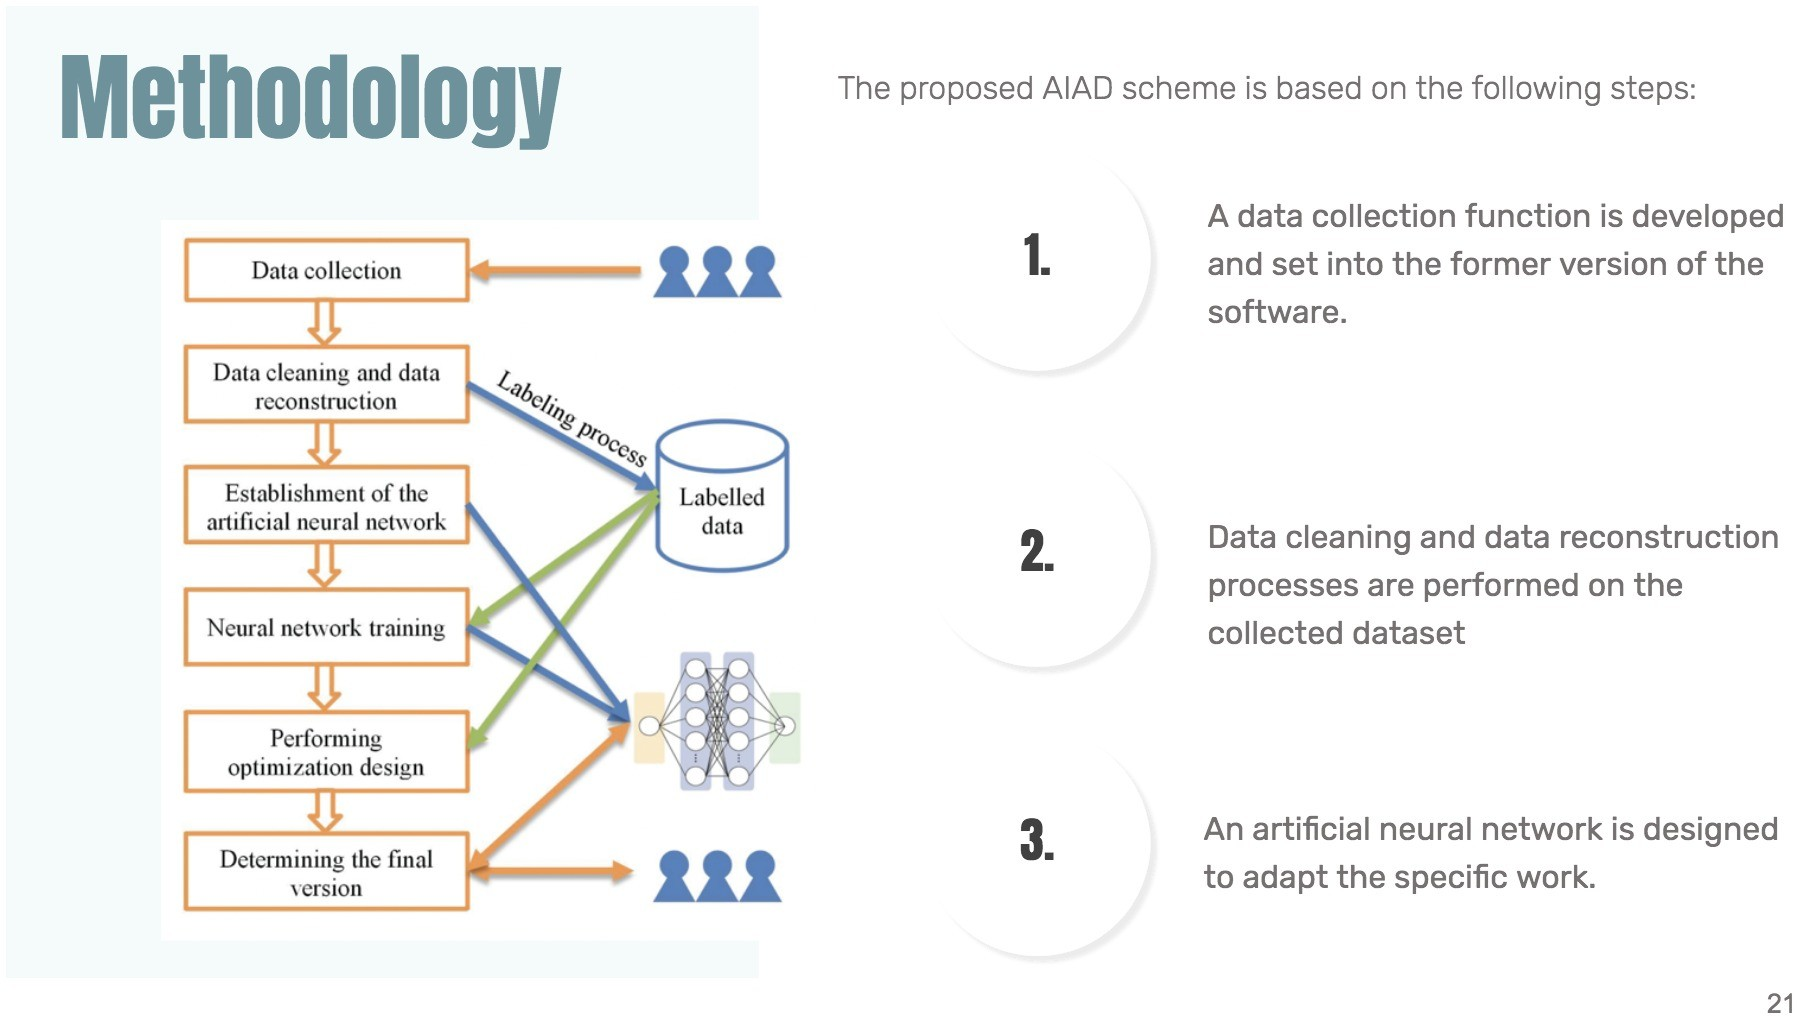 Methodology
Data collection
Data cleaning and data
reconstruction
Labeling process
Establishment of the
artificial neural network
Labelled
data
Neural network training
Performing
optimization design
Determining the final
version
The proposed AIAD scheme is based on the following steps:
1.
A data collection function is developed
and set into the former version of the
software.
2.
Data cleaning and data reconstruction
processes are performed on the
collected dataset
3.
An artificial neural network is designed
to adapt the specific work.
21